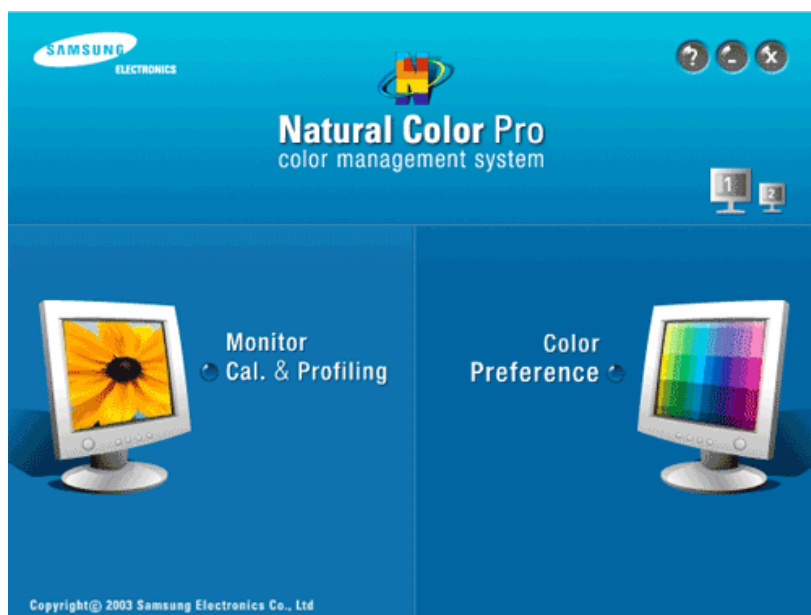 SAMSUNG
ELECTRONICS
? - x
N
Natural Color Pro
color management system
1 2
Monitor
Cal. & Profiling
Color
Preference
Copyright© 2003 Samsung Electronics Co., Ltd